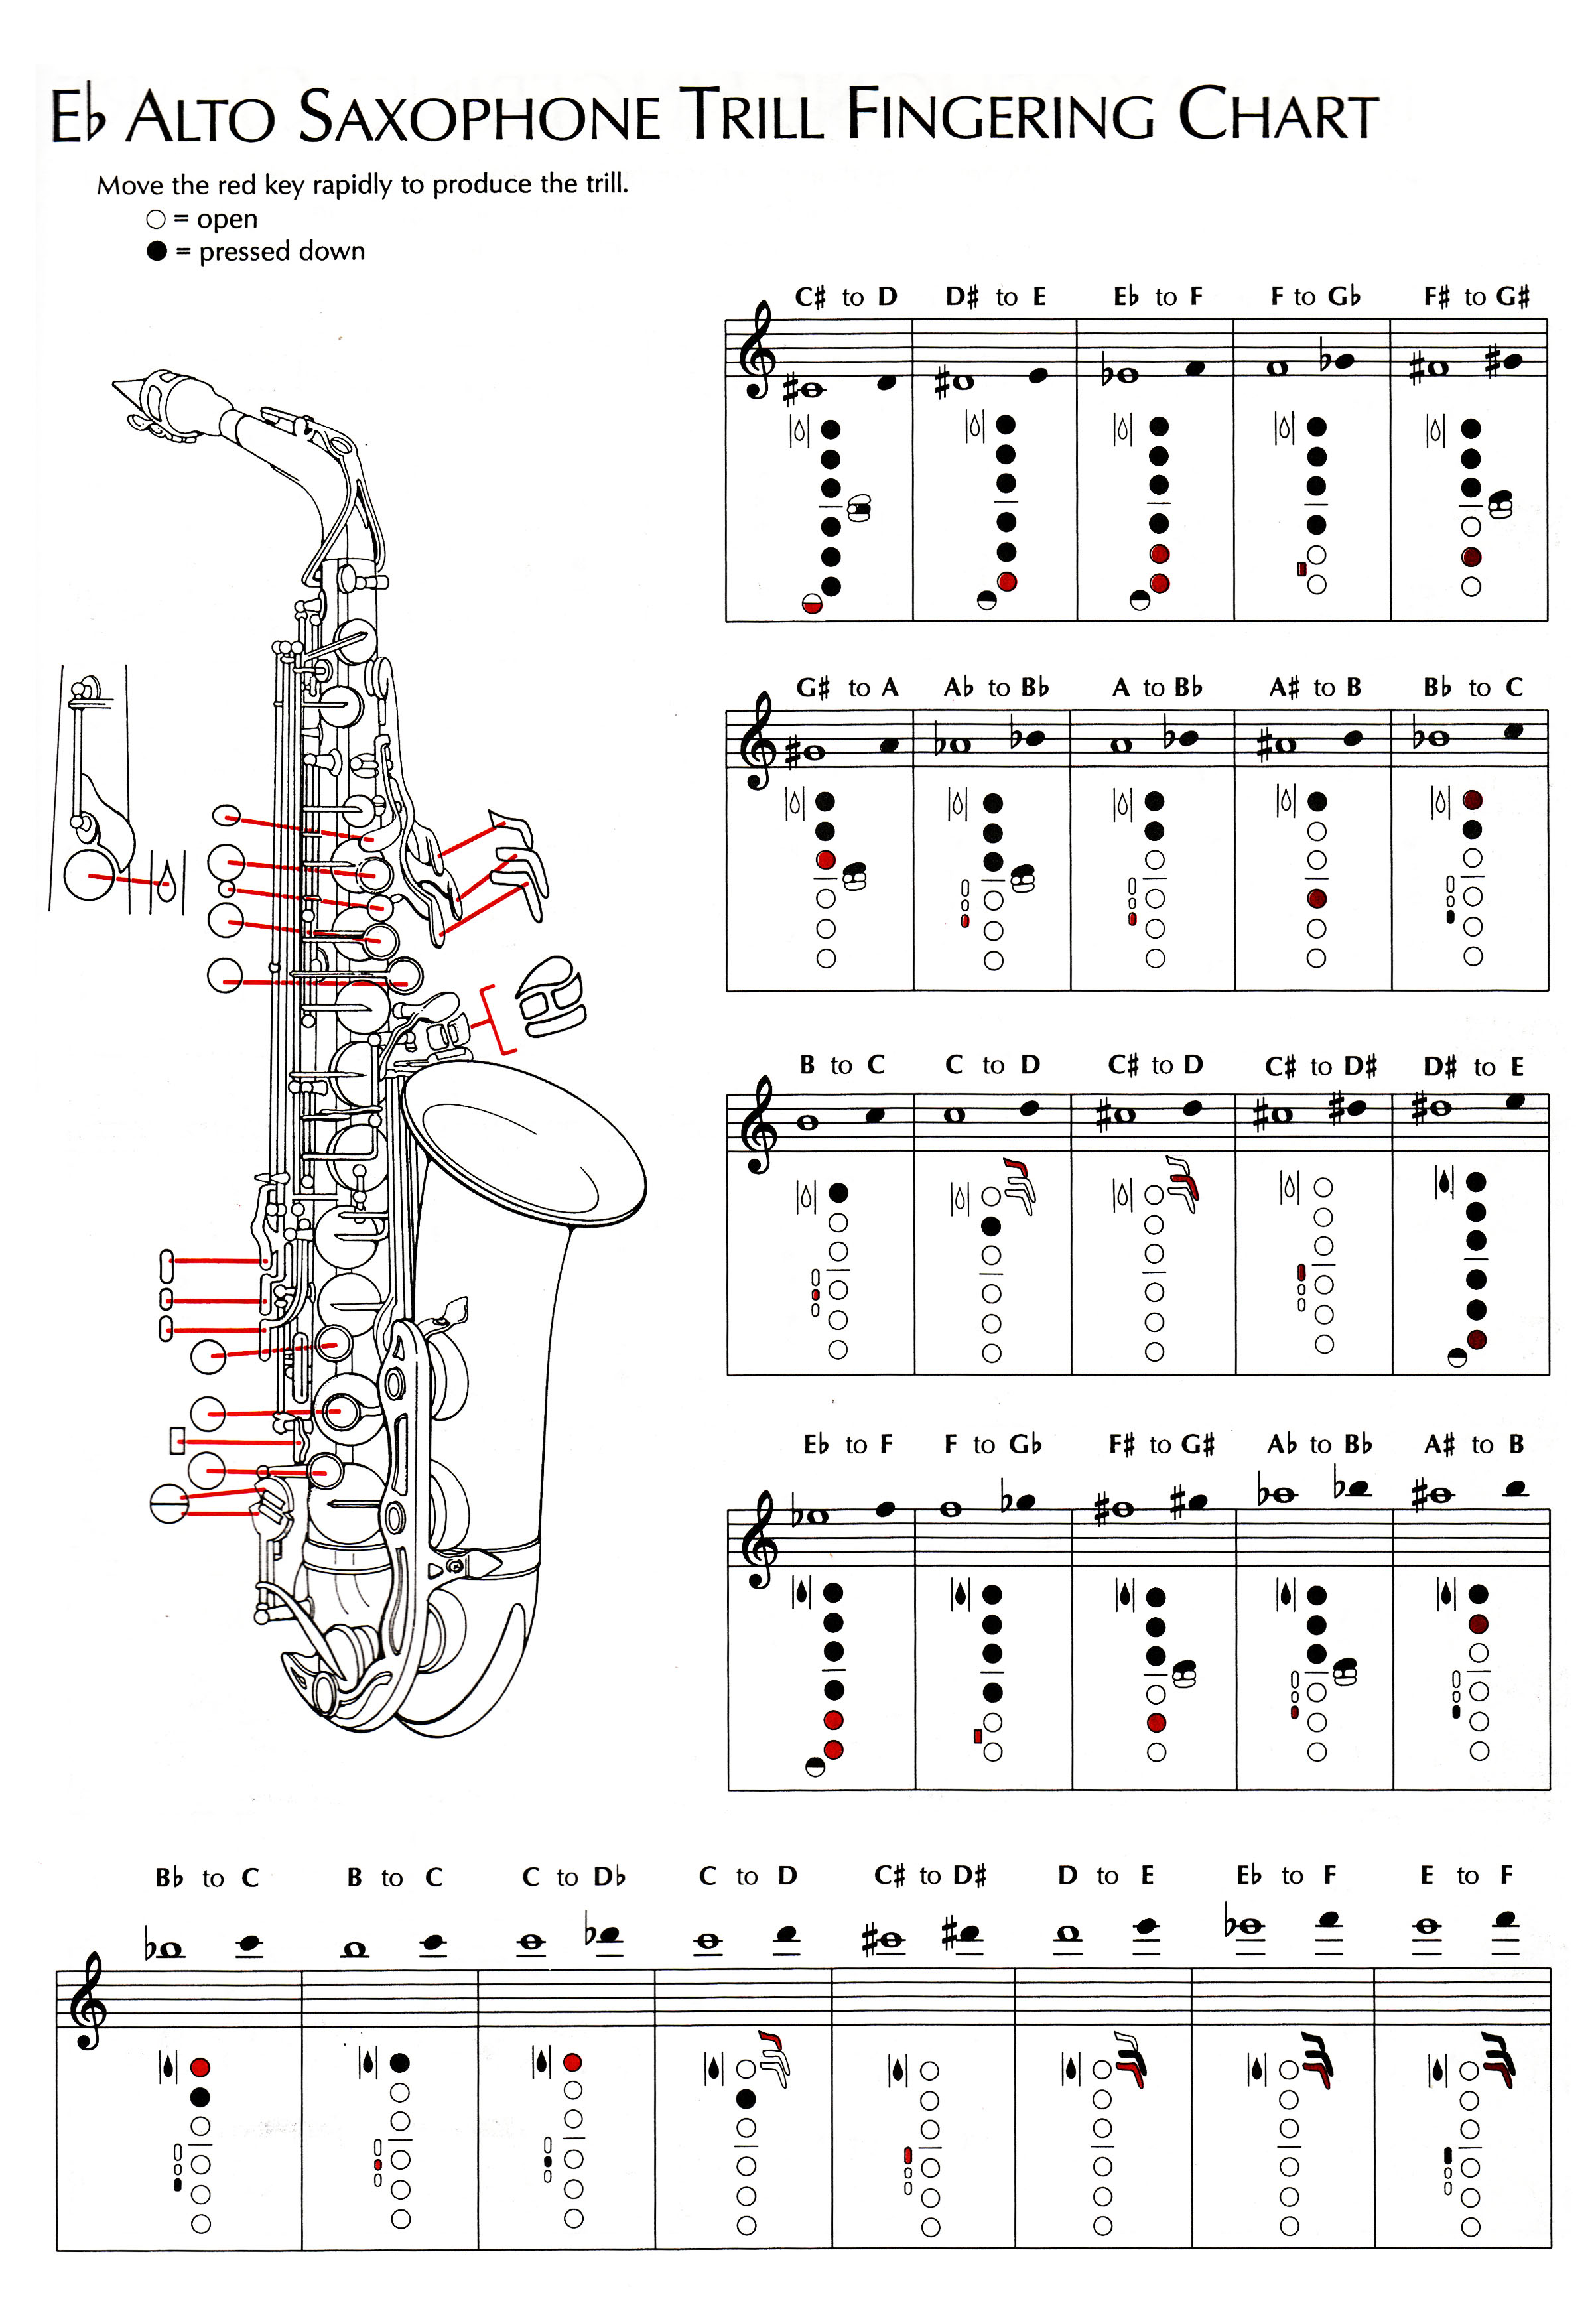 E♭ ALTO SAXOPHONE TRILL FINGERING CHART
Move the red key rapidly to produce the trill.
○ = open
● = pressed down
C♯ to D D♯ to E E♭ to F F to G♭ F♯ to G♯
G♯ to A A♭ to B♭ A to B♭ A♯ to B B♭ to C
B to C C to D C♯ to D C♯ to D♯ D♯ to E
E♭ to F F to G♭ F♯ to G♯ A♭ to B♭ A♯ to B
B♭ to C B to C C to D♭ C to D C♯ to D♯ D to E E♭ to F E to F